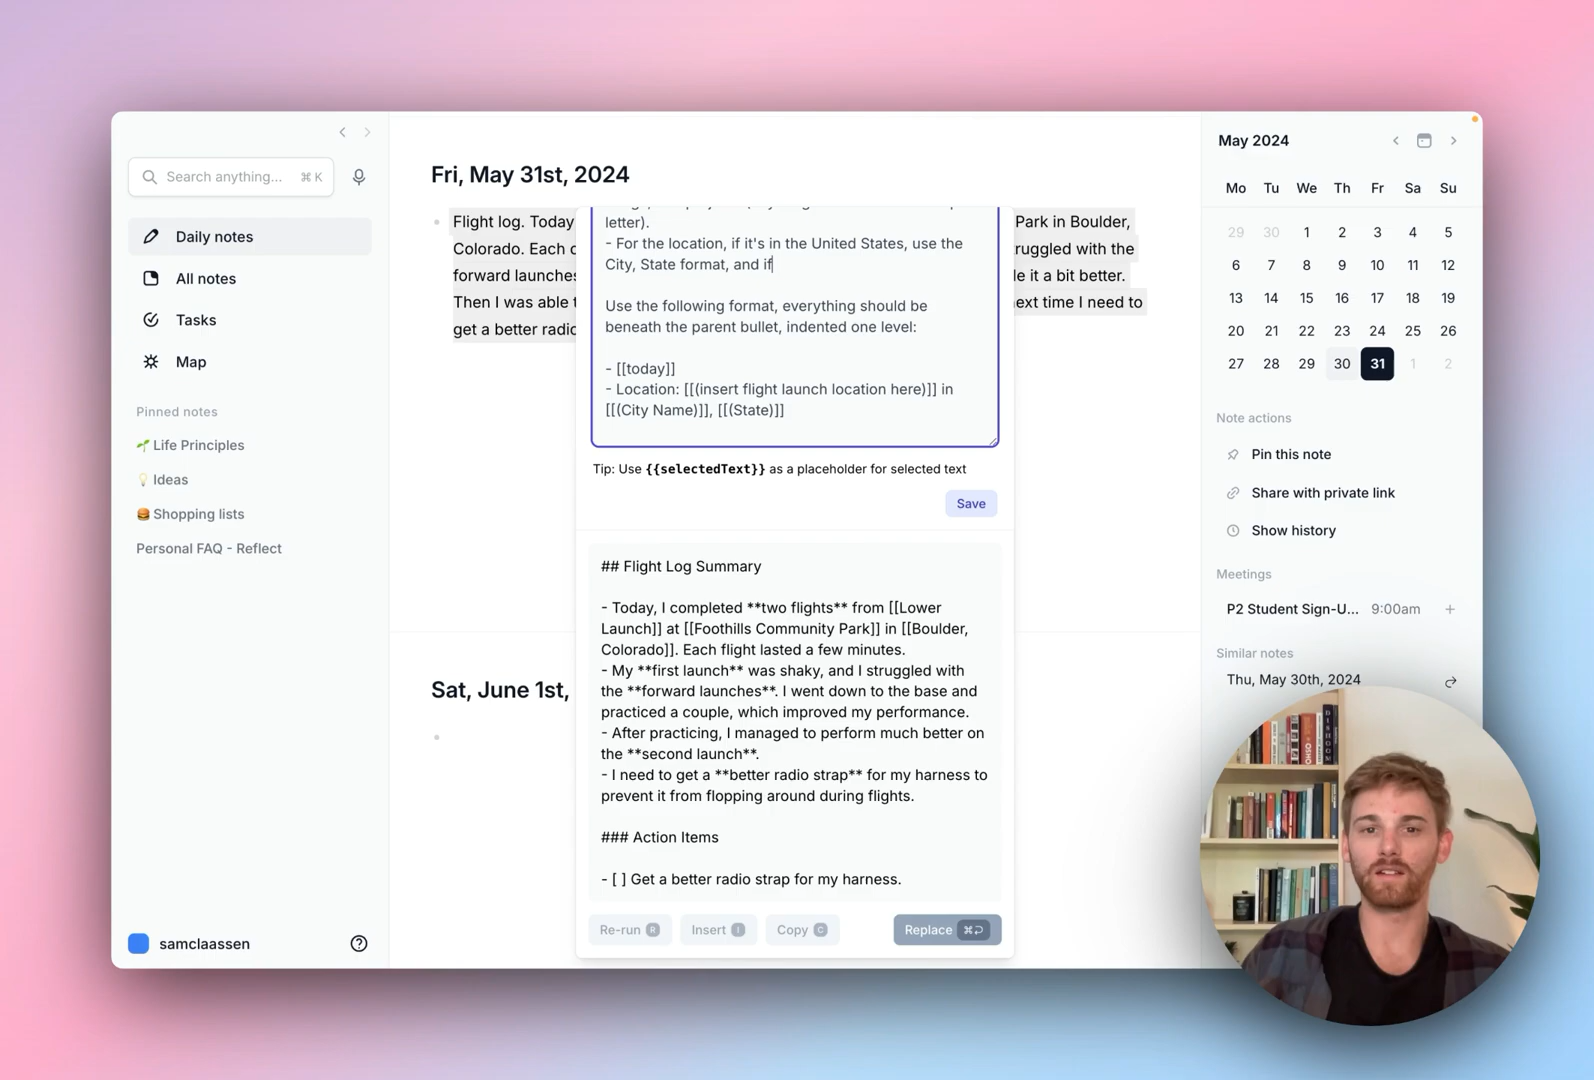 Search anything... ⌘ K
Daily notes
All notes
Tasks
Map
Pinned notes
🌱 Life Principles
💡 Ideas
🍔 Shopping lists
Personal FAQ - Reflect
samclaassen
Fri, May 31st, 2024
Flight log. Today
Park in Boulder,
Colorado. Each
ruggled with the
forward launches
le it a bit better.
Then I was able
next time I need to
get a better radio
letter).
- For the location, if it's in the United States, use the
City, State format, and if
Use the following format, everything should be
beneath the parent bullet, indented one level:
- [[today]]
- Location: [[(insert flight launch location here)]] in
[[(City Name)]], [[(State)]]
Tip: Use {{selectedText}} as a placeholder for selected text
Save
## Flight Log Summary
- Today, I completed **two flights** from [[Lower
Launch]] at [[Foothills Community Park]] in [[Boulder,
Colorado]]. Each flight lasted a few minutes.
- My **first launch** was shaky, and I struggled with
the **forward launches**. I went down to the base and
practiced a couple, which improved my performance.
- After practicing, I managed to perform much better on
the **second launch**.
- I need to get a **better radio strap** for my harness to
prevent it from flopping around during flights.
### Action Items
- [ ] Get a better radio strap for my harness.
Re-run R Insert I Copy C Replace ⌘↩
Sat, June 1st,
May 2024
Mo Tu We Th Fr Sa Su
29 30 1 2 3 4 5
6 7 8 9 10 11 12
13 14 15 16 17 18 19
20 21 22 23 24 25 26
27 28 29 30 31 1 2
Note actions
Pin this note
Share with private link
Show history
Meetings
P2 Student Sign-U... 9:00am +
Similar notes
Thu, May 30th, 2024